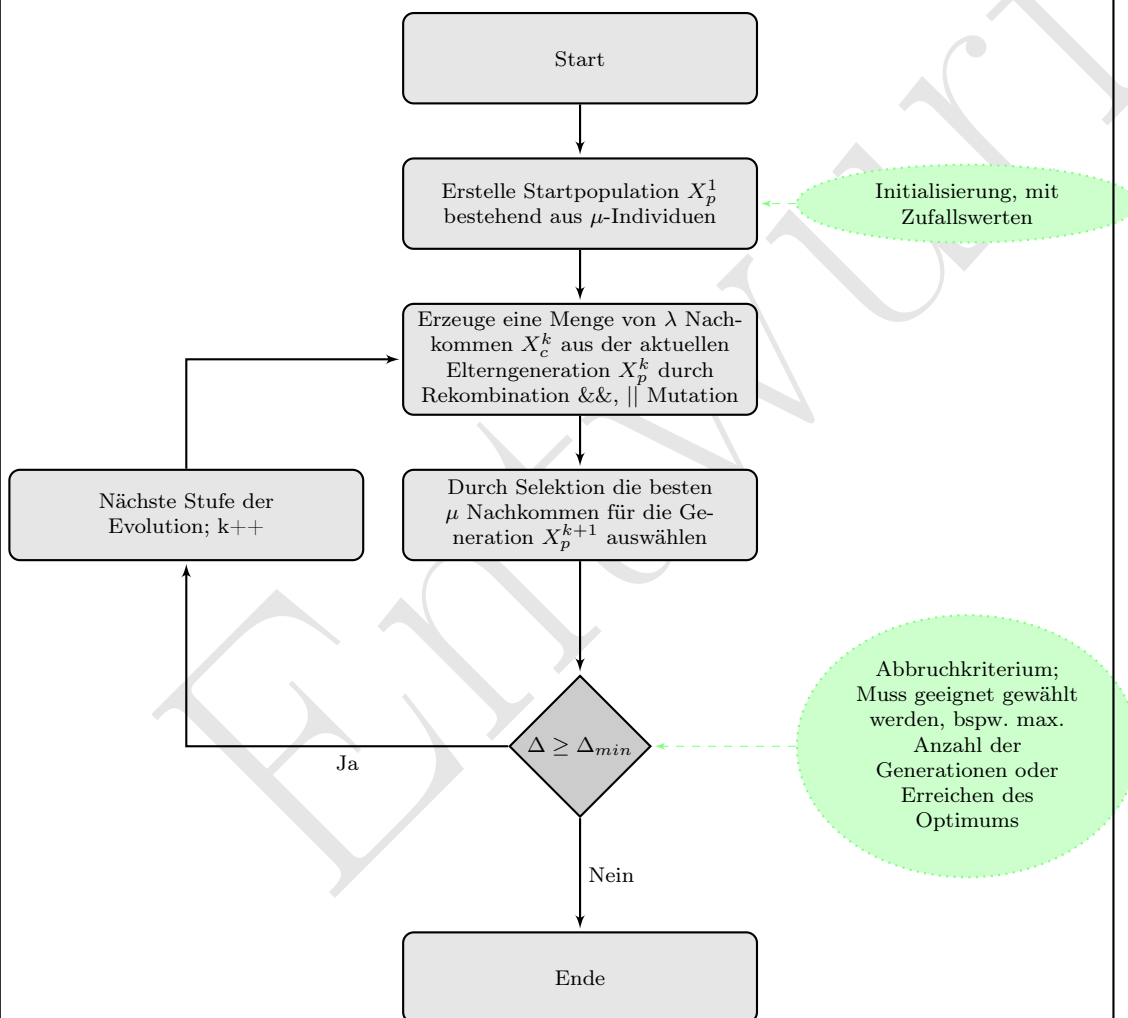 Start
Erstelle Startpopulation $X_p^1$
bestehend aus $\mu$-Individuen
Initialisierung, mit
Zufallswerten
Erzeuge eine Menge von $\lambda$ Nach-
kommen $X_c^k$ aus der aktuellen
Elterngeneration $X_p^k$ durch
Rekombination &&, || Mutation
Nächste Stufe der
Evolution; k++
Durch Selektion die besten
$\mu$ Nachkommen für die Ge-
neration $X_p^{k+1}$ auswählen
Abbruchkriterium;
Muss geeignet gewählt
werden, bspw. max.
Anzahl der
Generationen oder
Erreichen des
Optimums
$\Delta \geq \Delta_{min}$
Ja
Nein
Ende
Entwurf